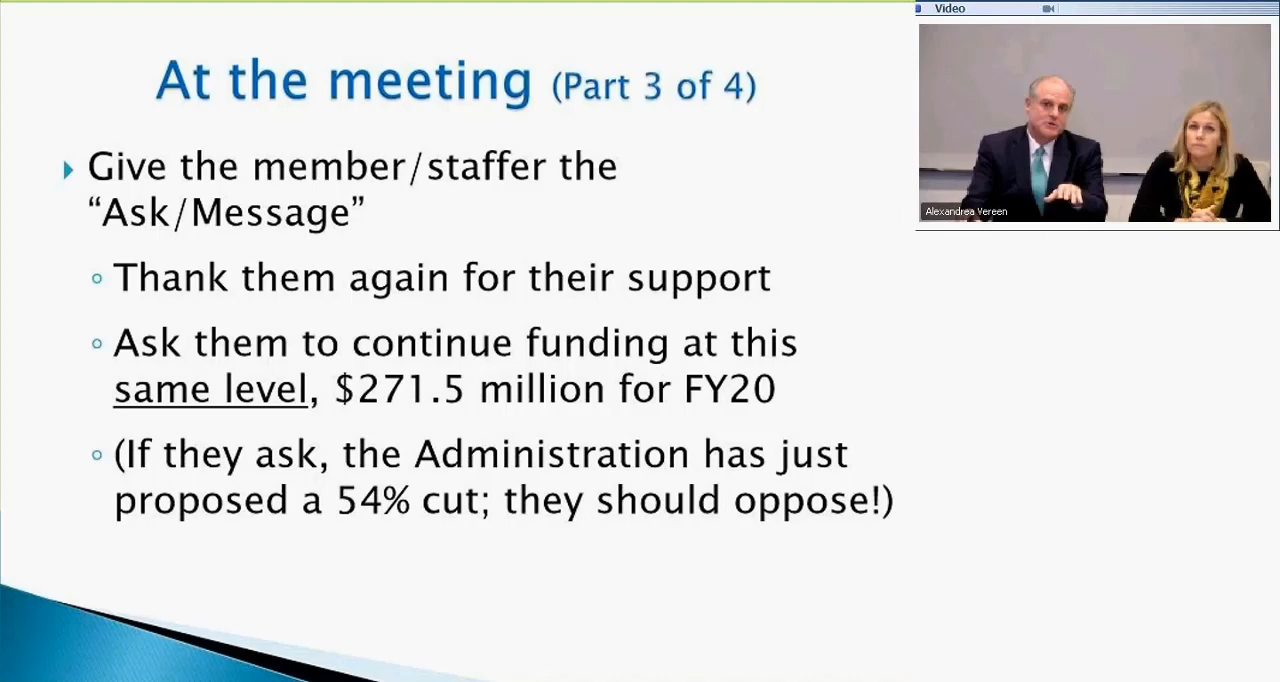 At the meeting (Part 3 of 4)
Give the member/staffer the
“Ask/Message”
Thank them again for their support
Ask them to continue funding at this
same level, $271.5 million for FY20
(If they ask, the Administration has just
proposed a 54% cut; they should oppose!)
Video
Alexandrea Vereen